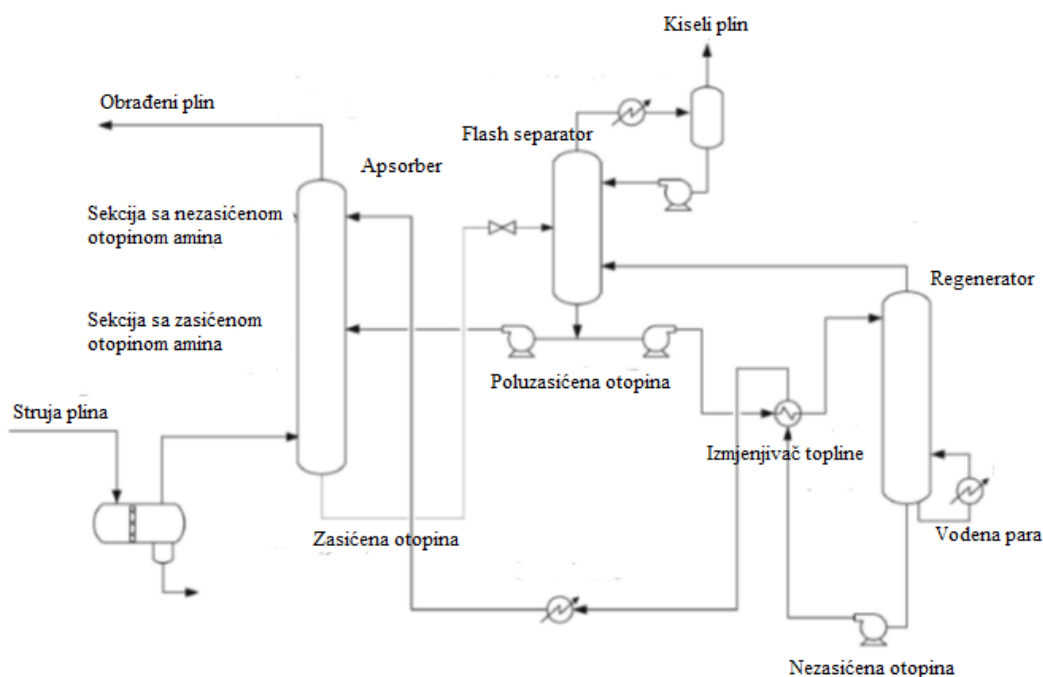 Kiseli plin
Obrađeni plin
Flash separator
Apsorber
Sekcija sa nezasićenom
otopinom amina
Regenerator
Sekcija sa zasićenom
otopinom amina
Poluzasićena otopina
Struja plina
Izmjenjivač topline
Zasićena otopina
Vođena para
Nezasićena otopina